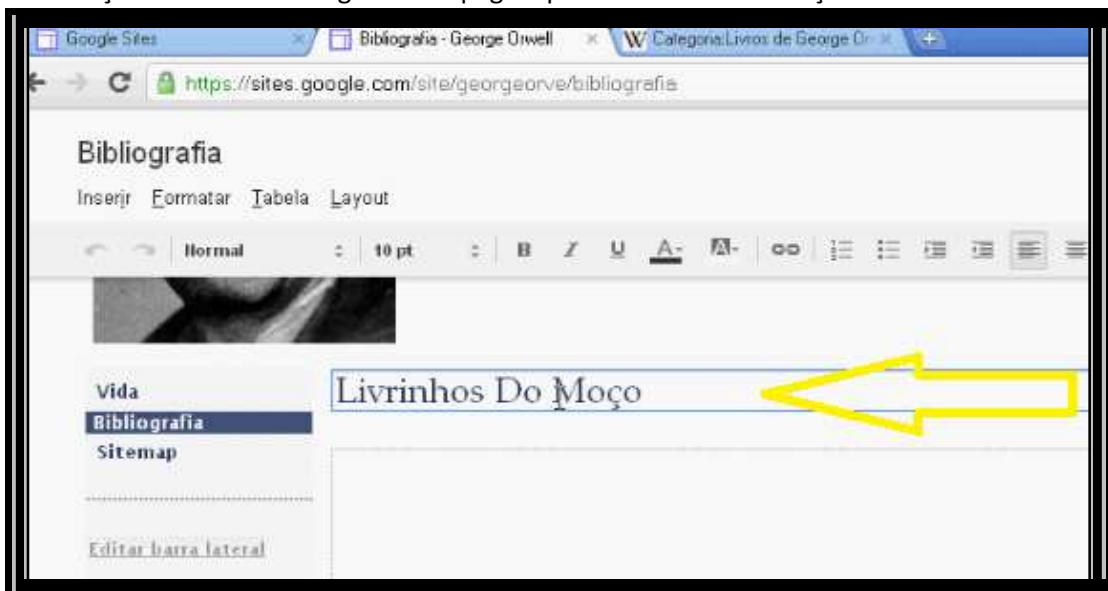 Google Sites
Bibliografia - George Orwell
Categoria:Livros de George Or
https://sites.google.com/site/georgeorve/bibliografia
Bibliografia
Inserir Formatar Tabela Layout
Normal 10 pt B I U A A
Vida
Livrinhos Do Moço
Bibliografia
Sitemap
Editar barra lateral